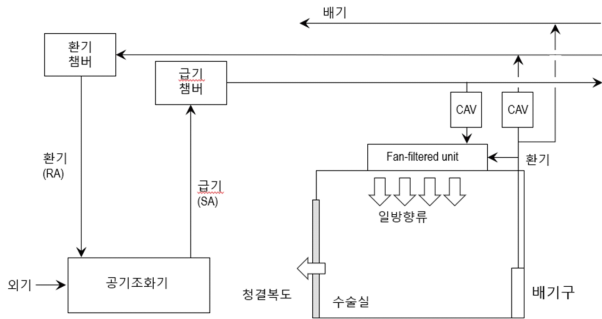 배기
환기
챔버
급기
챔버
CAV
CAV
Fan-filtered unit
환기
환기
(RA)
급기
(SA)
일방향류
외기
공기조화기
청결복도
수술실
배기구